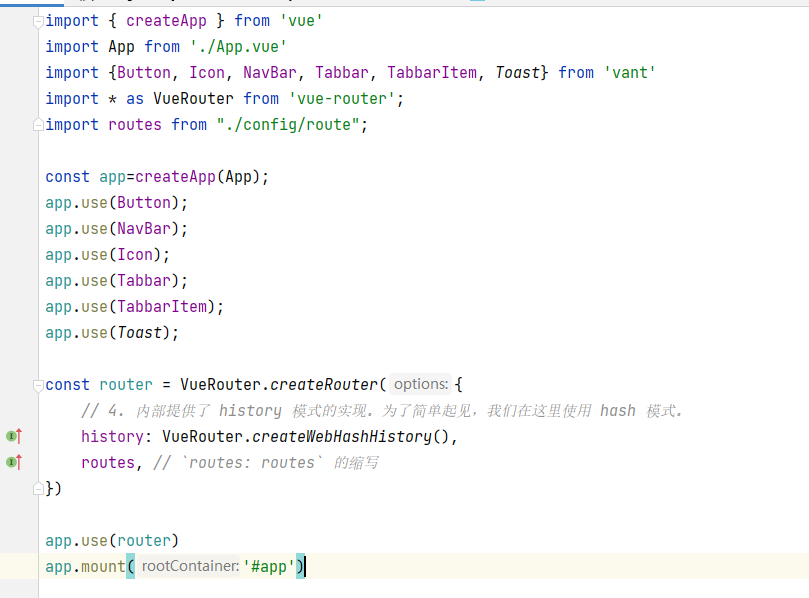 import { createApp } from 'vue'
import App from './App.vue'
import {Button, Icon, NavBar, Tabbar, TabbarItem, Toast} from 'vant'
import * as VueRouter from 'vue-router';
import routes from "./config/route";
const app=createApp(App);
app.use(Button);
app.use(NavBar);
app.use(Icon);
app.use(Tabbar);
app.use(TabbarItem);
app.use(Toast);
const router = VueRouter.createRouter( options: {
    // 4. 内部提供了 history 模式的实现。为了简单起见，我们在这里使用 hash 模式。
    history: VueRouter.createWebHashHistory(),
    routes, // `routes: routes` 的缩写
})
app.use(router)
app.mount( rootContainer: '#app')